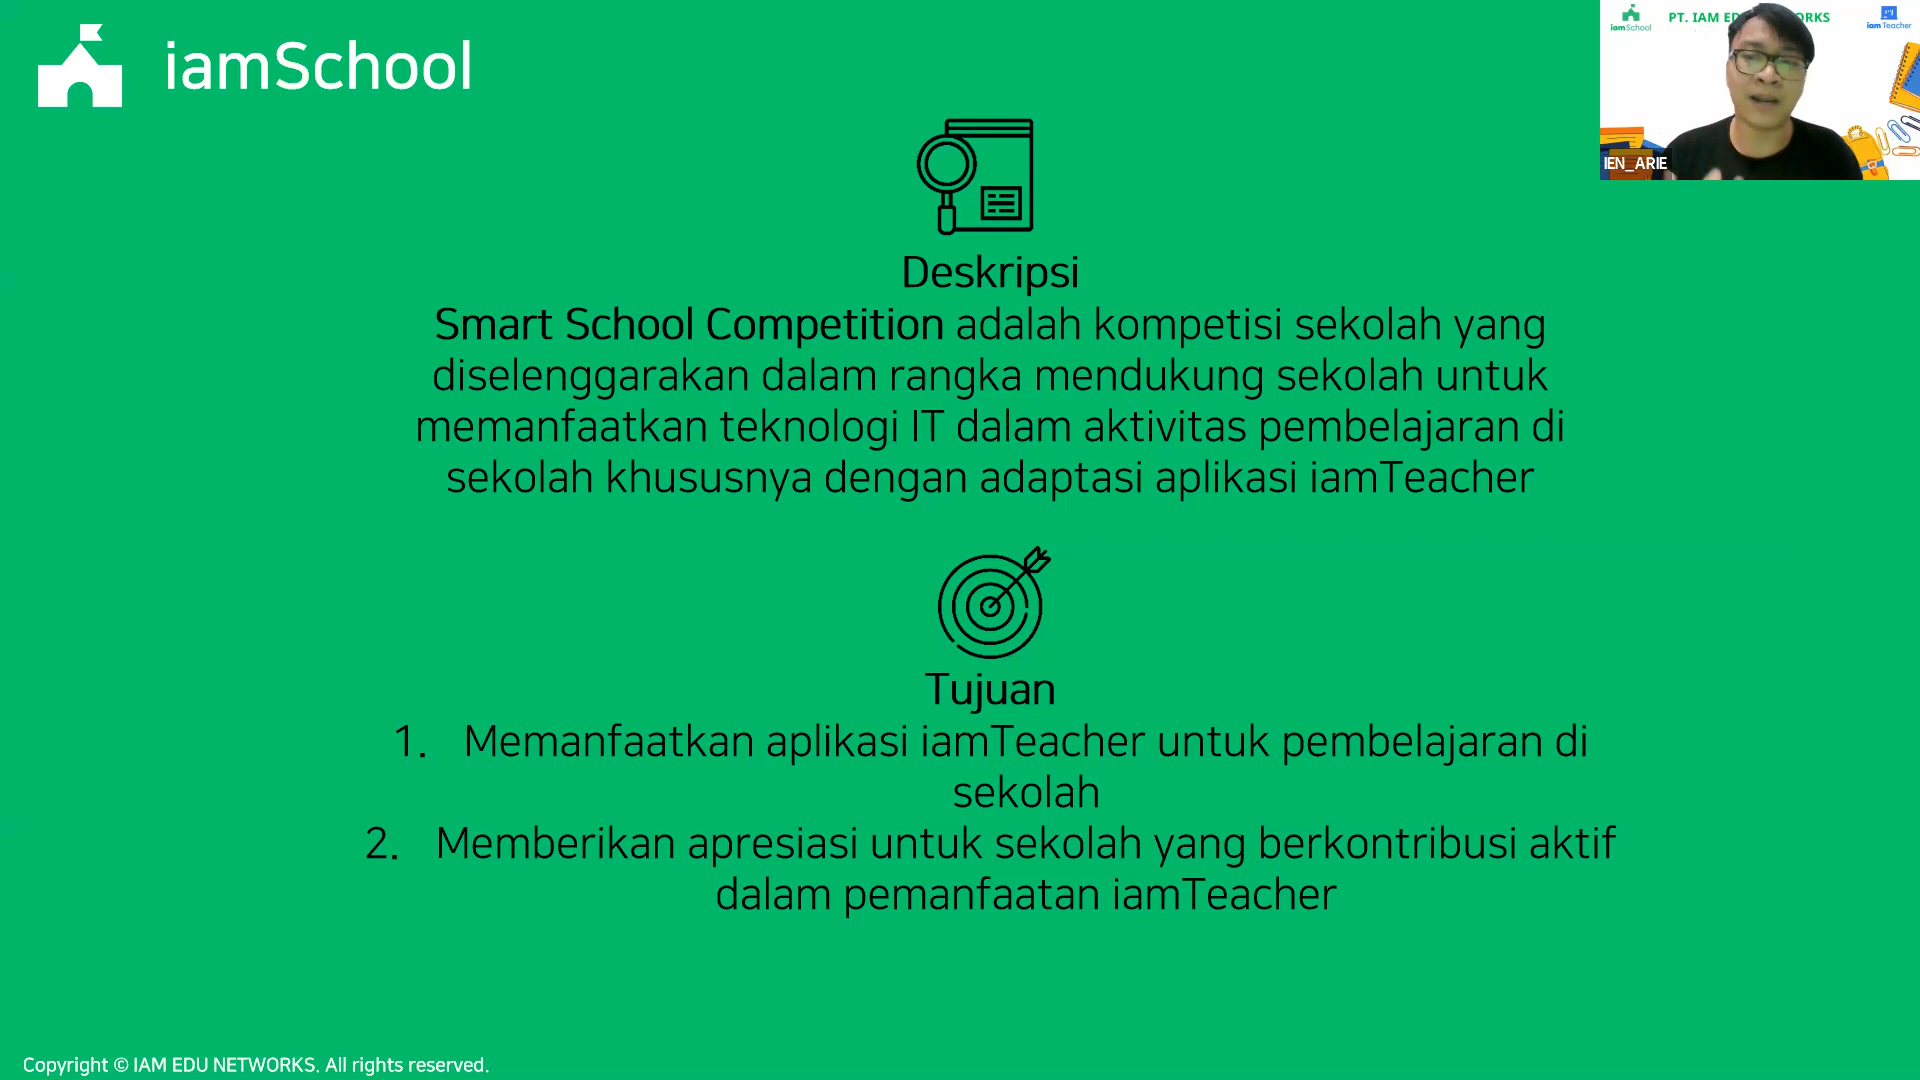 iamSchool
Deskripsi
Smart School Competition adalah kompetisi sekolah yang
diselenggarakan dalam rangka mendukung sekolah untuk
memanfaatkan teknologi IT dalam aktivitas pembelajaran di
sekolah khususnya dengan adaptasi aplikasi iamTeacher
Tujuan
1. Memanfaatkan aplikasi iamTeacher untuk pembelajaran di
sekolah
2. Memberikan apresiasi untuk sekolah yang berkontribusi aktif
dalam pemanfaatan iamTeacher
Copyright © IAM EDU NETWORKS. All rights reserved.
iamSchool
PT. IAM
iamTeacher
IEN_ARIE